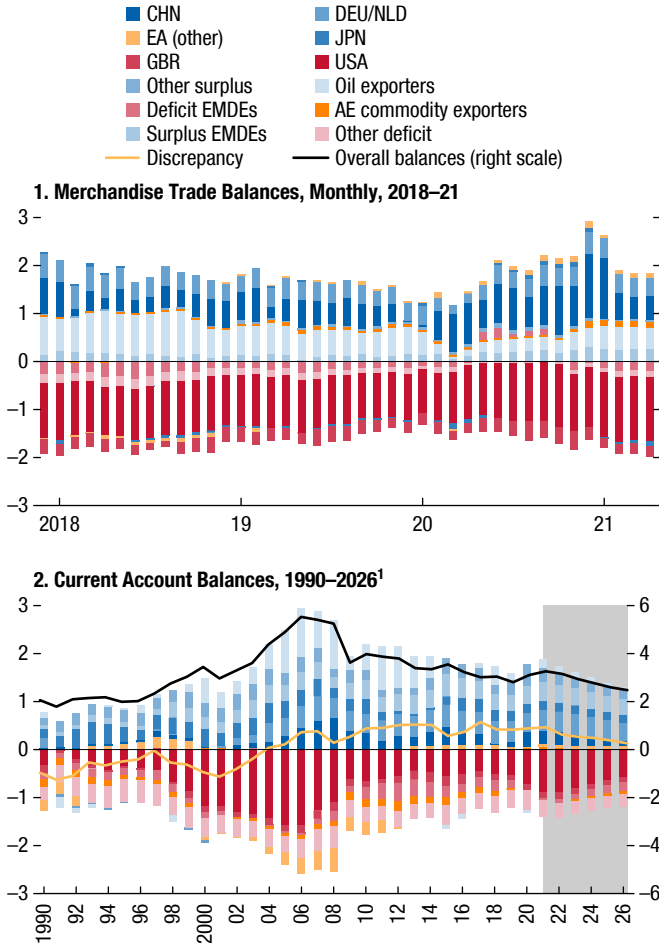 CHN DEU/NLD
EA (other) JPN
GBR USA
Other surplus Oil exporters
Deficit EMDEs AE commodity exporters
Surplus EMDEs Other deficit
Discrepancy Overall balances (right scale)
1. Merchandise Trade Balances, Monthly, 2018–21
3
2
1
0
–1
–2
–3
2018 19 20 21
2. Current Account Balances, 1990–2026¹
3 6
2 4
1 2
0 0
–1 –2
–2 –4
–3 –6
1990 92 94 96 98 2000 02 04 06 08 10 12 14 16 18 20 22 24 26